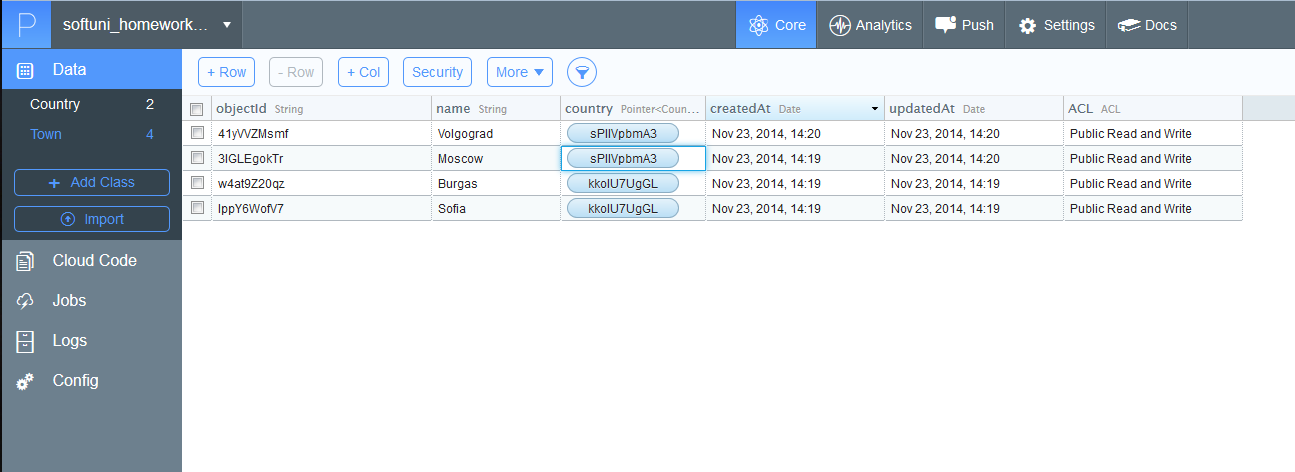 P softuni_homework... Core Analytics Push Settings Docs
Data
Country 2
Town 4
+ Add Class
Import
Cloud Code
Jobs
Logs
Config
+ Row - Row + Col Security More
objectId String name String country Pointer<Coun... createdAt Date updatedAt Date ACL ACL
41yVVZMsmf Volgograd sPIIVpbmA3 Nov 23, 2014, 14:20 Nov 23, 2014, 14:20 Public Read and Write
3IGLEgokTr Moscow sPIIVpbmA3 Nov 23, 2014, 14:19 Nov 23, 2014, 14:20 Public Read and Write
w4at9Z20qz Burgas kkoIU7UgGL Nov 23, 2014, 14:19 Nov 23, 2014, 14:19 Public Read and Write
IppY6WofV7 Sofia kkoIU7UgGL Nov 23, 2014, 14:19 Nov 23, 2014, 14:19 Public Read and Write